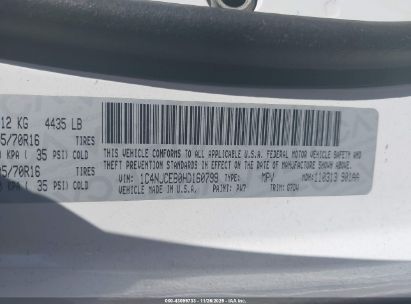 12 KG 4435 LB
5/70R16 TIRES
KPA ( 35 PSI) COLD
5/70R16 TIRES
KPA ( 35 PSI) COLD
THIS VEHICLE CONFORMS TO ALL APPLICABLE U.S.A. FEDERAL MOTOR VEHICLE SAFETY AND
THEFT PREVENTION STANDARDS IN EFFECT ON THE DATE OF MANUFACTURE SHOWN ABOVE.
VEHICLE MADE IN U.S.A. PAINT: PW7 TRIM:
VIN: 1C4NJCEB0HD160799 TYPE: MPV MDH: